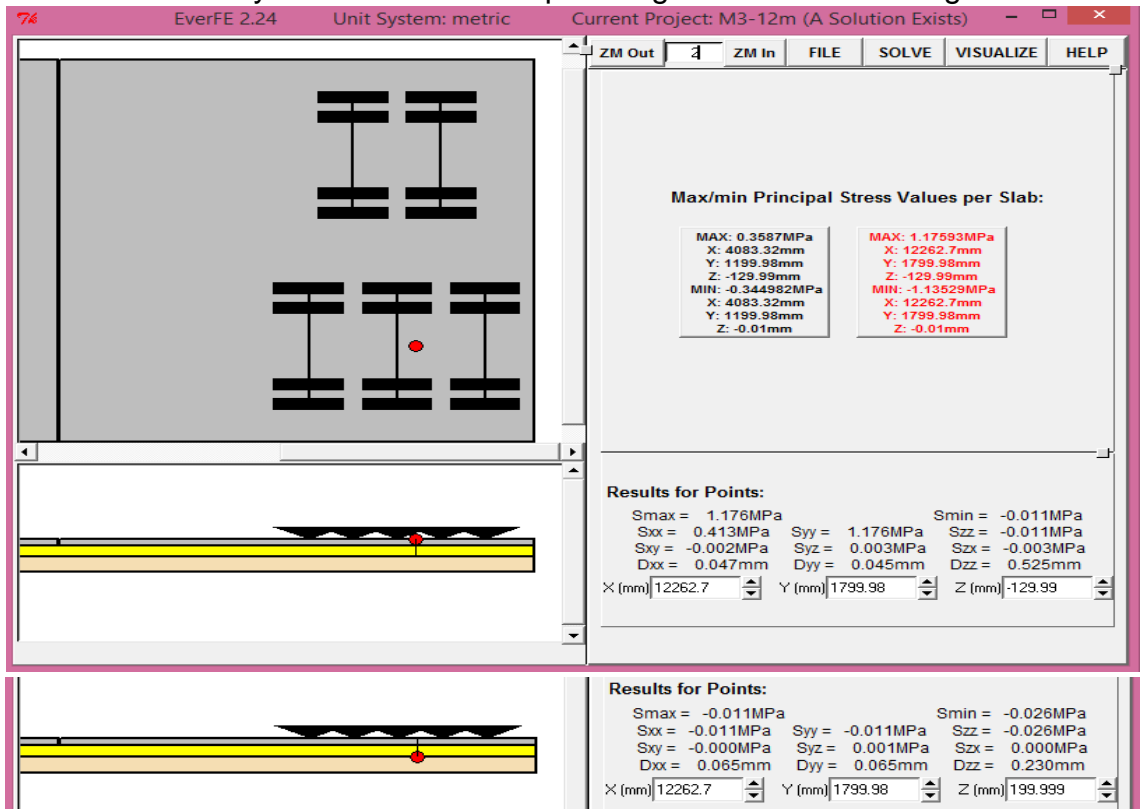 EverFE 2.24 Unit System: metric Current Project: M3-12m (A Solution Exists)
ZM Out 2 ZM In FILE SOLVE VISUALIZE HELP
Max/min Principal Stress Values per Slab:
MAX: 0.3587MPa
X: 4083.32mm
Y: 1199.98mm
Z: -129.99mm
MIN: -0.344982MPa
X: 4083.32mm
Y: 1199.98mm
Z: -0.01mm
MAX: 1.17593MPa
X: 12262.7mm
Y: 1799.98mm
Z: -129.99mm
MIN: -1.13529MPa
X: 12262.7mm
Y: 1799.98mm
Z: -0.01mm
Results for Points:
Smax = 1.176MPa Smin = -0.011MPa
Sxx = 0.413MPa Syy = 1.176MPa Szz = -0.011MPa
Sxy = -0.002MPa Syz = 0.003MPa Szx = -0.003MPa
Dxx = 0.047mm Dyy = 0.045mm Dzz = 0.525mm
X (mm) 12262.7 Y (mm) 1799.98 Z (mm) -129.99
Results for Points:
Smax = -0.011MPa Smin = -0.026MPa
Sxx = -0.011MPa Syy = -0.011MPa Szz = -0.026MPa
Sxy = -0.000MPa Syz = 0.001MPa Szx = 0.000MPa
Dxx = 0.065mm Dyy = 0.065mm Dzz = 0.230mm
X (mm) 12262.7 Y (mm) 1799.98 Z (mm) 199.999